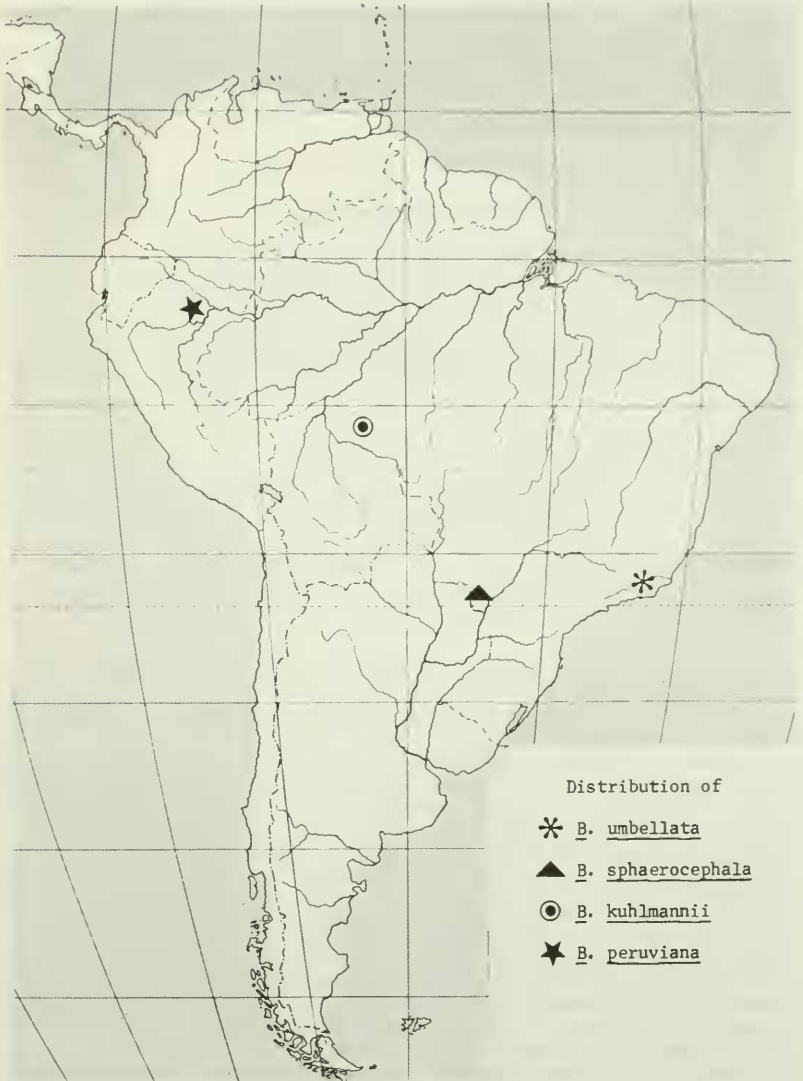 Distribution of
B. umbellata
B. sphaerocephala
B. kuhlmannii
B. peruviana